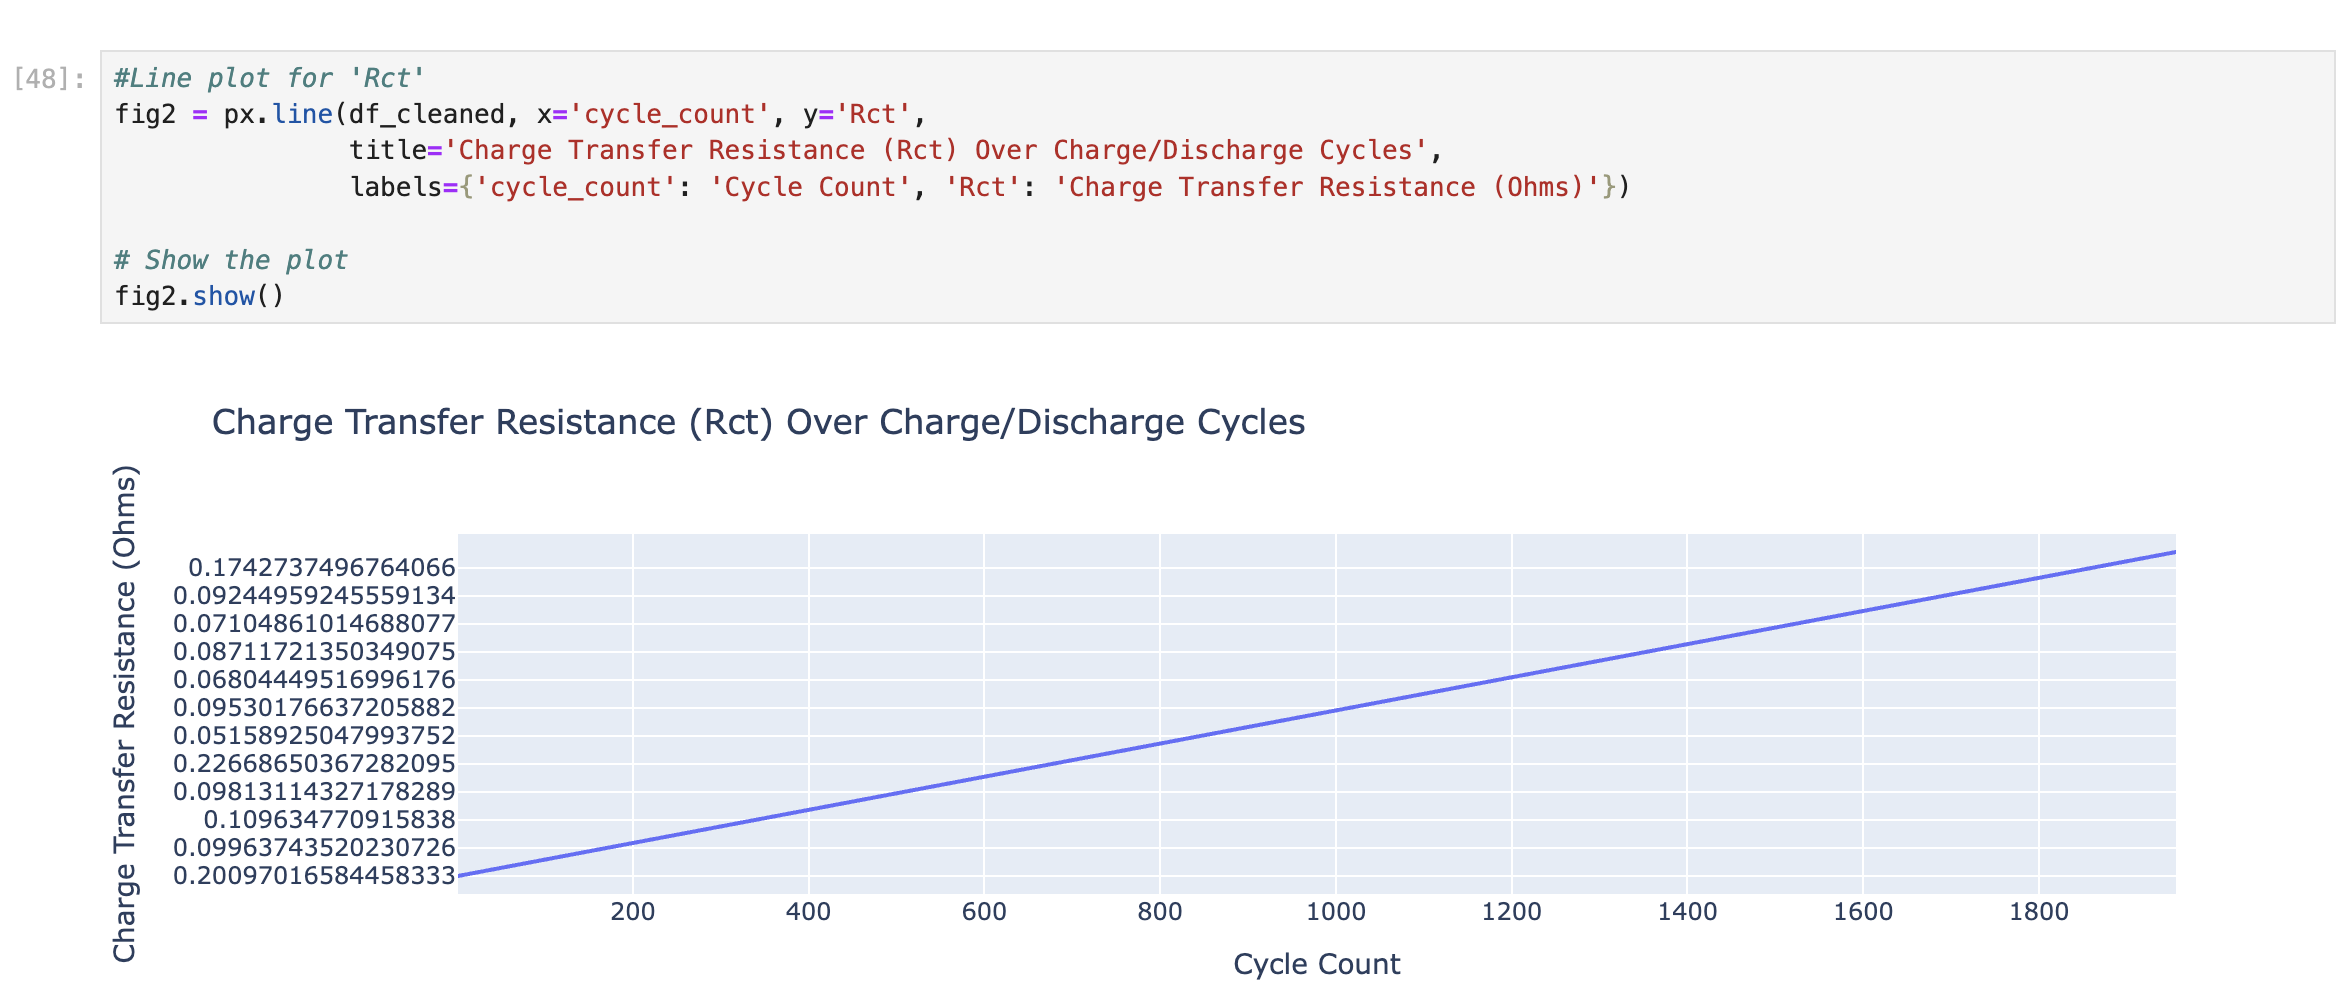 [48]:
#Line plot for 'Rct'
fig2 = px.line(df_cleaned, x='cycle_count', y='Rct',
title='Charge Transfer Resistance (Rct) Over Charge/Discharge Cycles',
labels={'cycle_count': 'Cycle Count', 'Rct': 'Charge Transfer Resistance (Ohms)'})
# Show the plot
fig2.show()
Charge Transfer Resistance (Rct) Over Charge/Discharge Cycles
Charge Transfer Resistance (Ohms)
0.1742737496764066
0.09244959245559134
0.07104861014688077
0.08711721350349075
0.06804449516996176
0.09530176637205882
0.05158925047993752
0.22668650367282095
0.09813114327178289
0.1096347709158​38
0.09963743520230726
0.20097016584458333
200 400 600 800 1000 1200 1400 1600 1800
Cycle Count